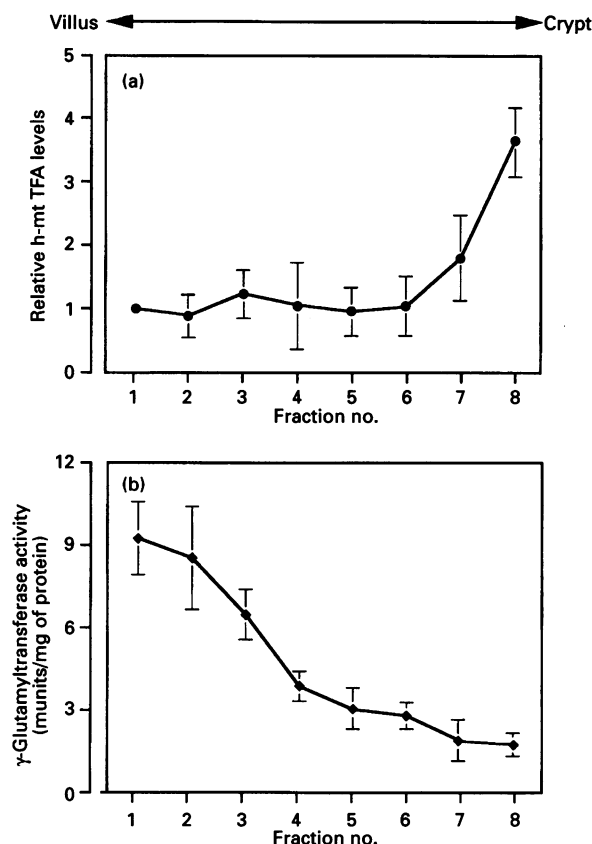 Villus Crypt
(a)
Relative h-mt TFA levels
5
4
3
2
1
0
1 2 3 4 5 6 7 8
Fraction no.
(b)
γ-Glutamyltransferase activity
(munits/mg of protein)
12
9
6
3
0
1 2 3 4 5 6 7 8
Fraction no.